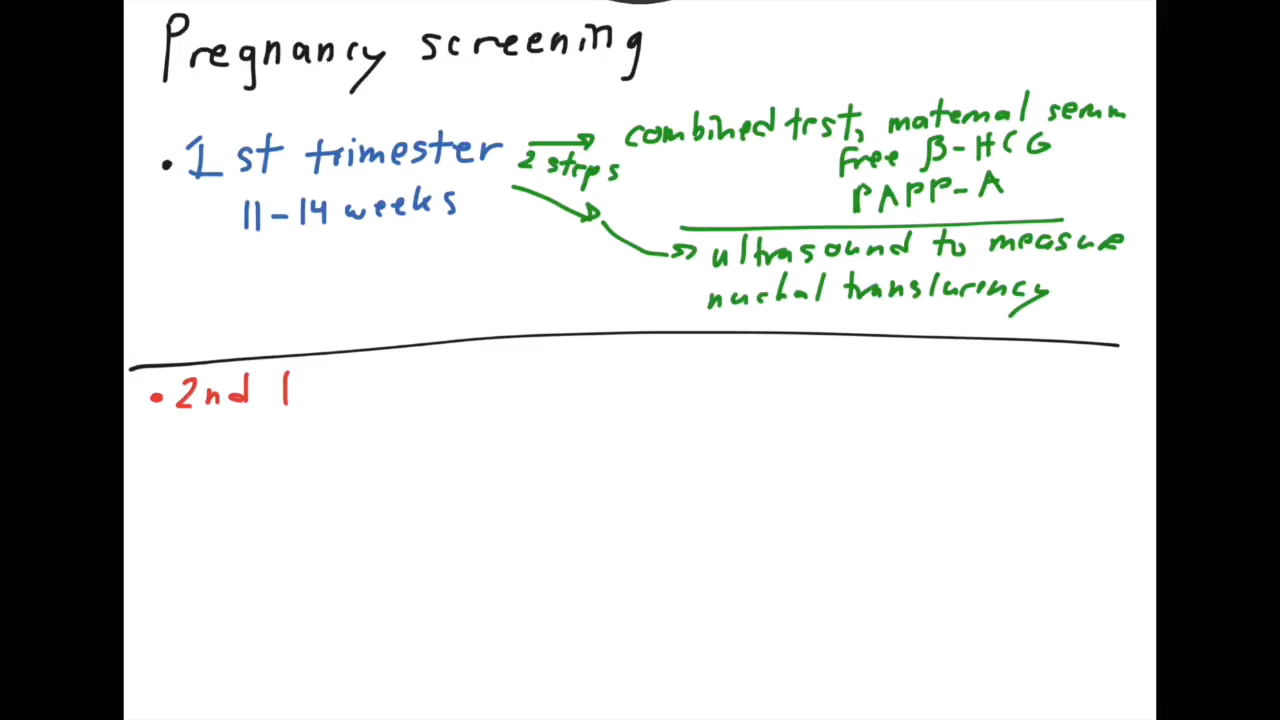 Pregnancy screening
• 1st trimester
11-14 weeks
2 steps
combined test, maternal serum
Free β-HCG
PAPP-A
ultrasound to measure
nuchal translucency
• 2nd